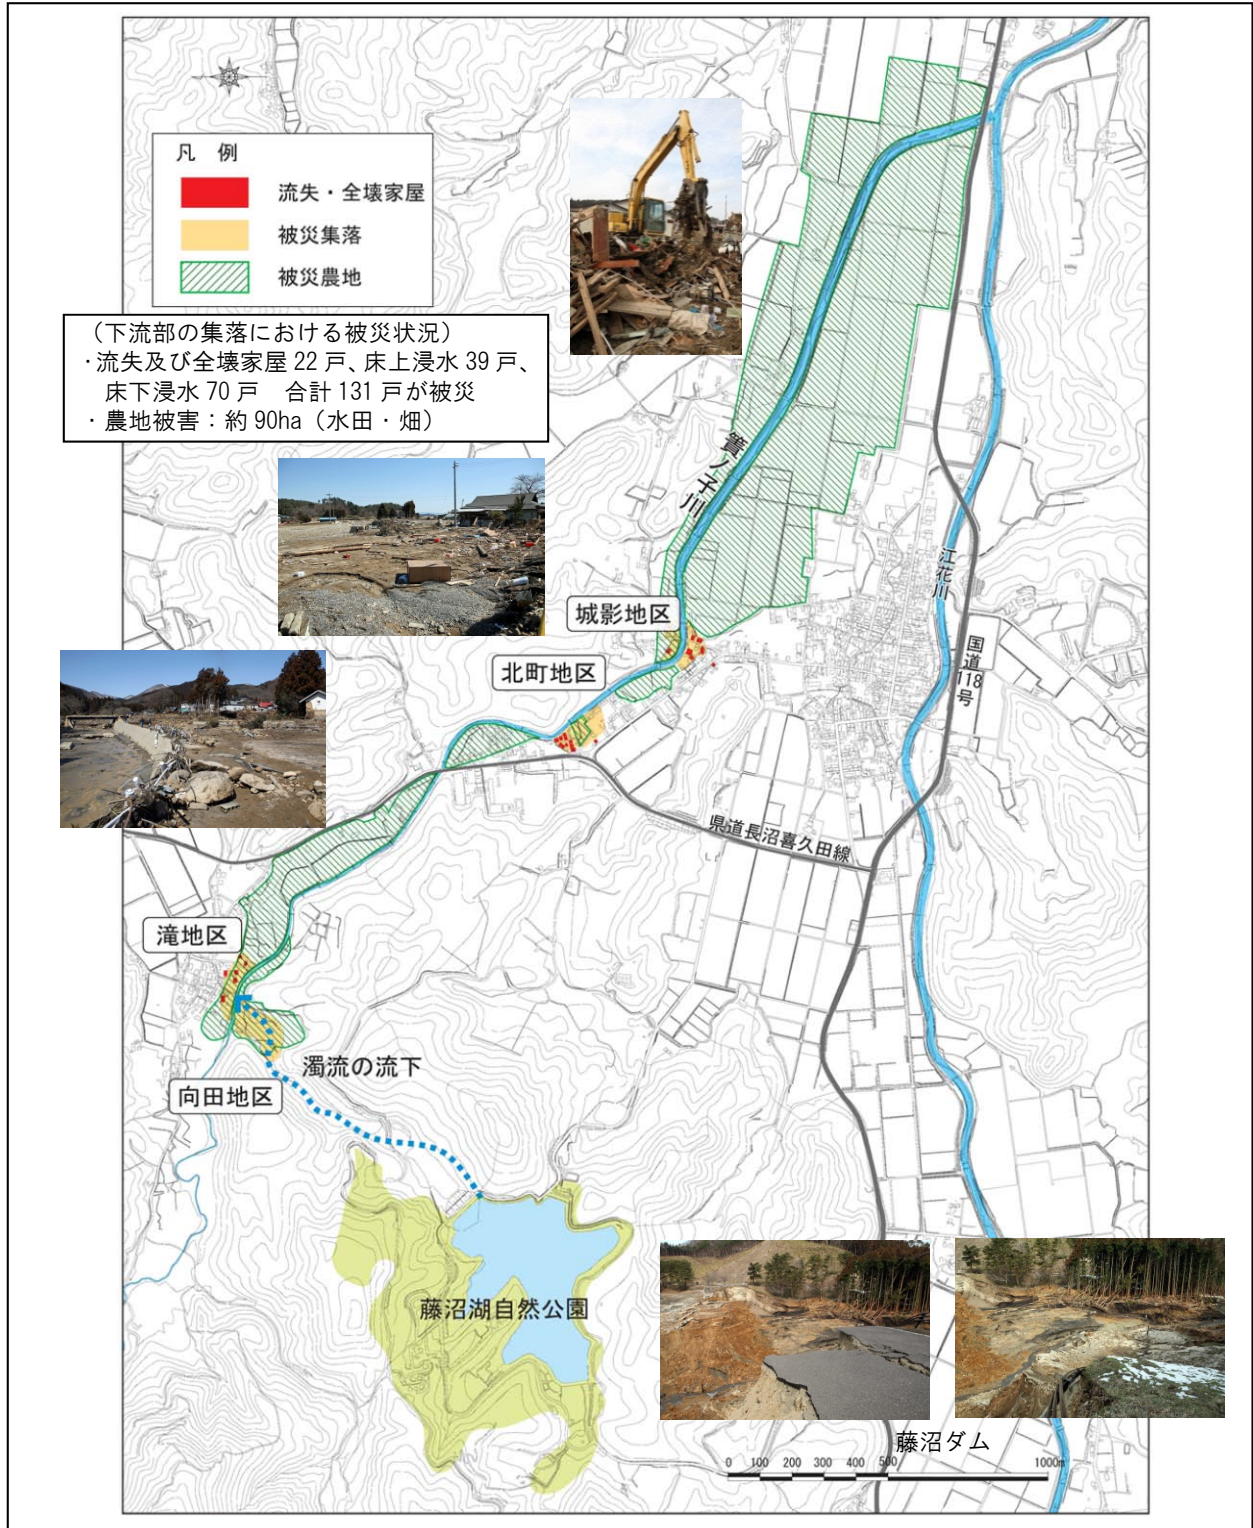 凡 例
流失・全壊家屋
被災集落
被災農地
（下流部の集落における被災状況）
・流失及び全壊家屋 22 戸、床上浸水 39 戸、
床下浸水 70 戸 合計 131 戸が被災
・農地被害：約 90ha（水田・畑）
簀ノ子川
江花川
城影地区
北町地区
国道118号
県道長沼喜久田線
滝地区
濁流の流下
向田地区
藤沼湖自然公園
藤沼ダム
0 100 200 300 400 500 1000m